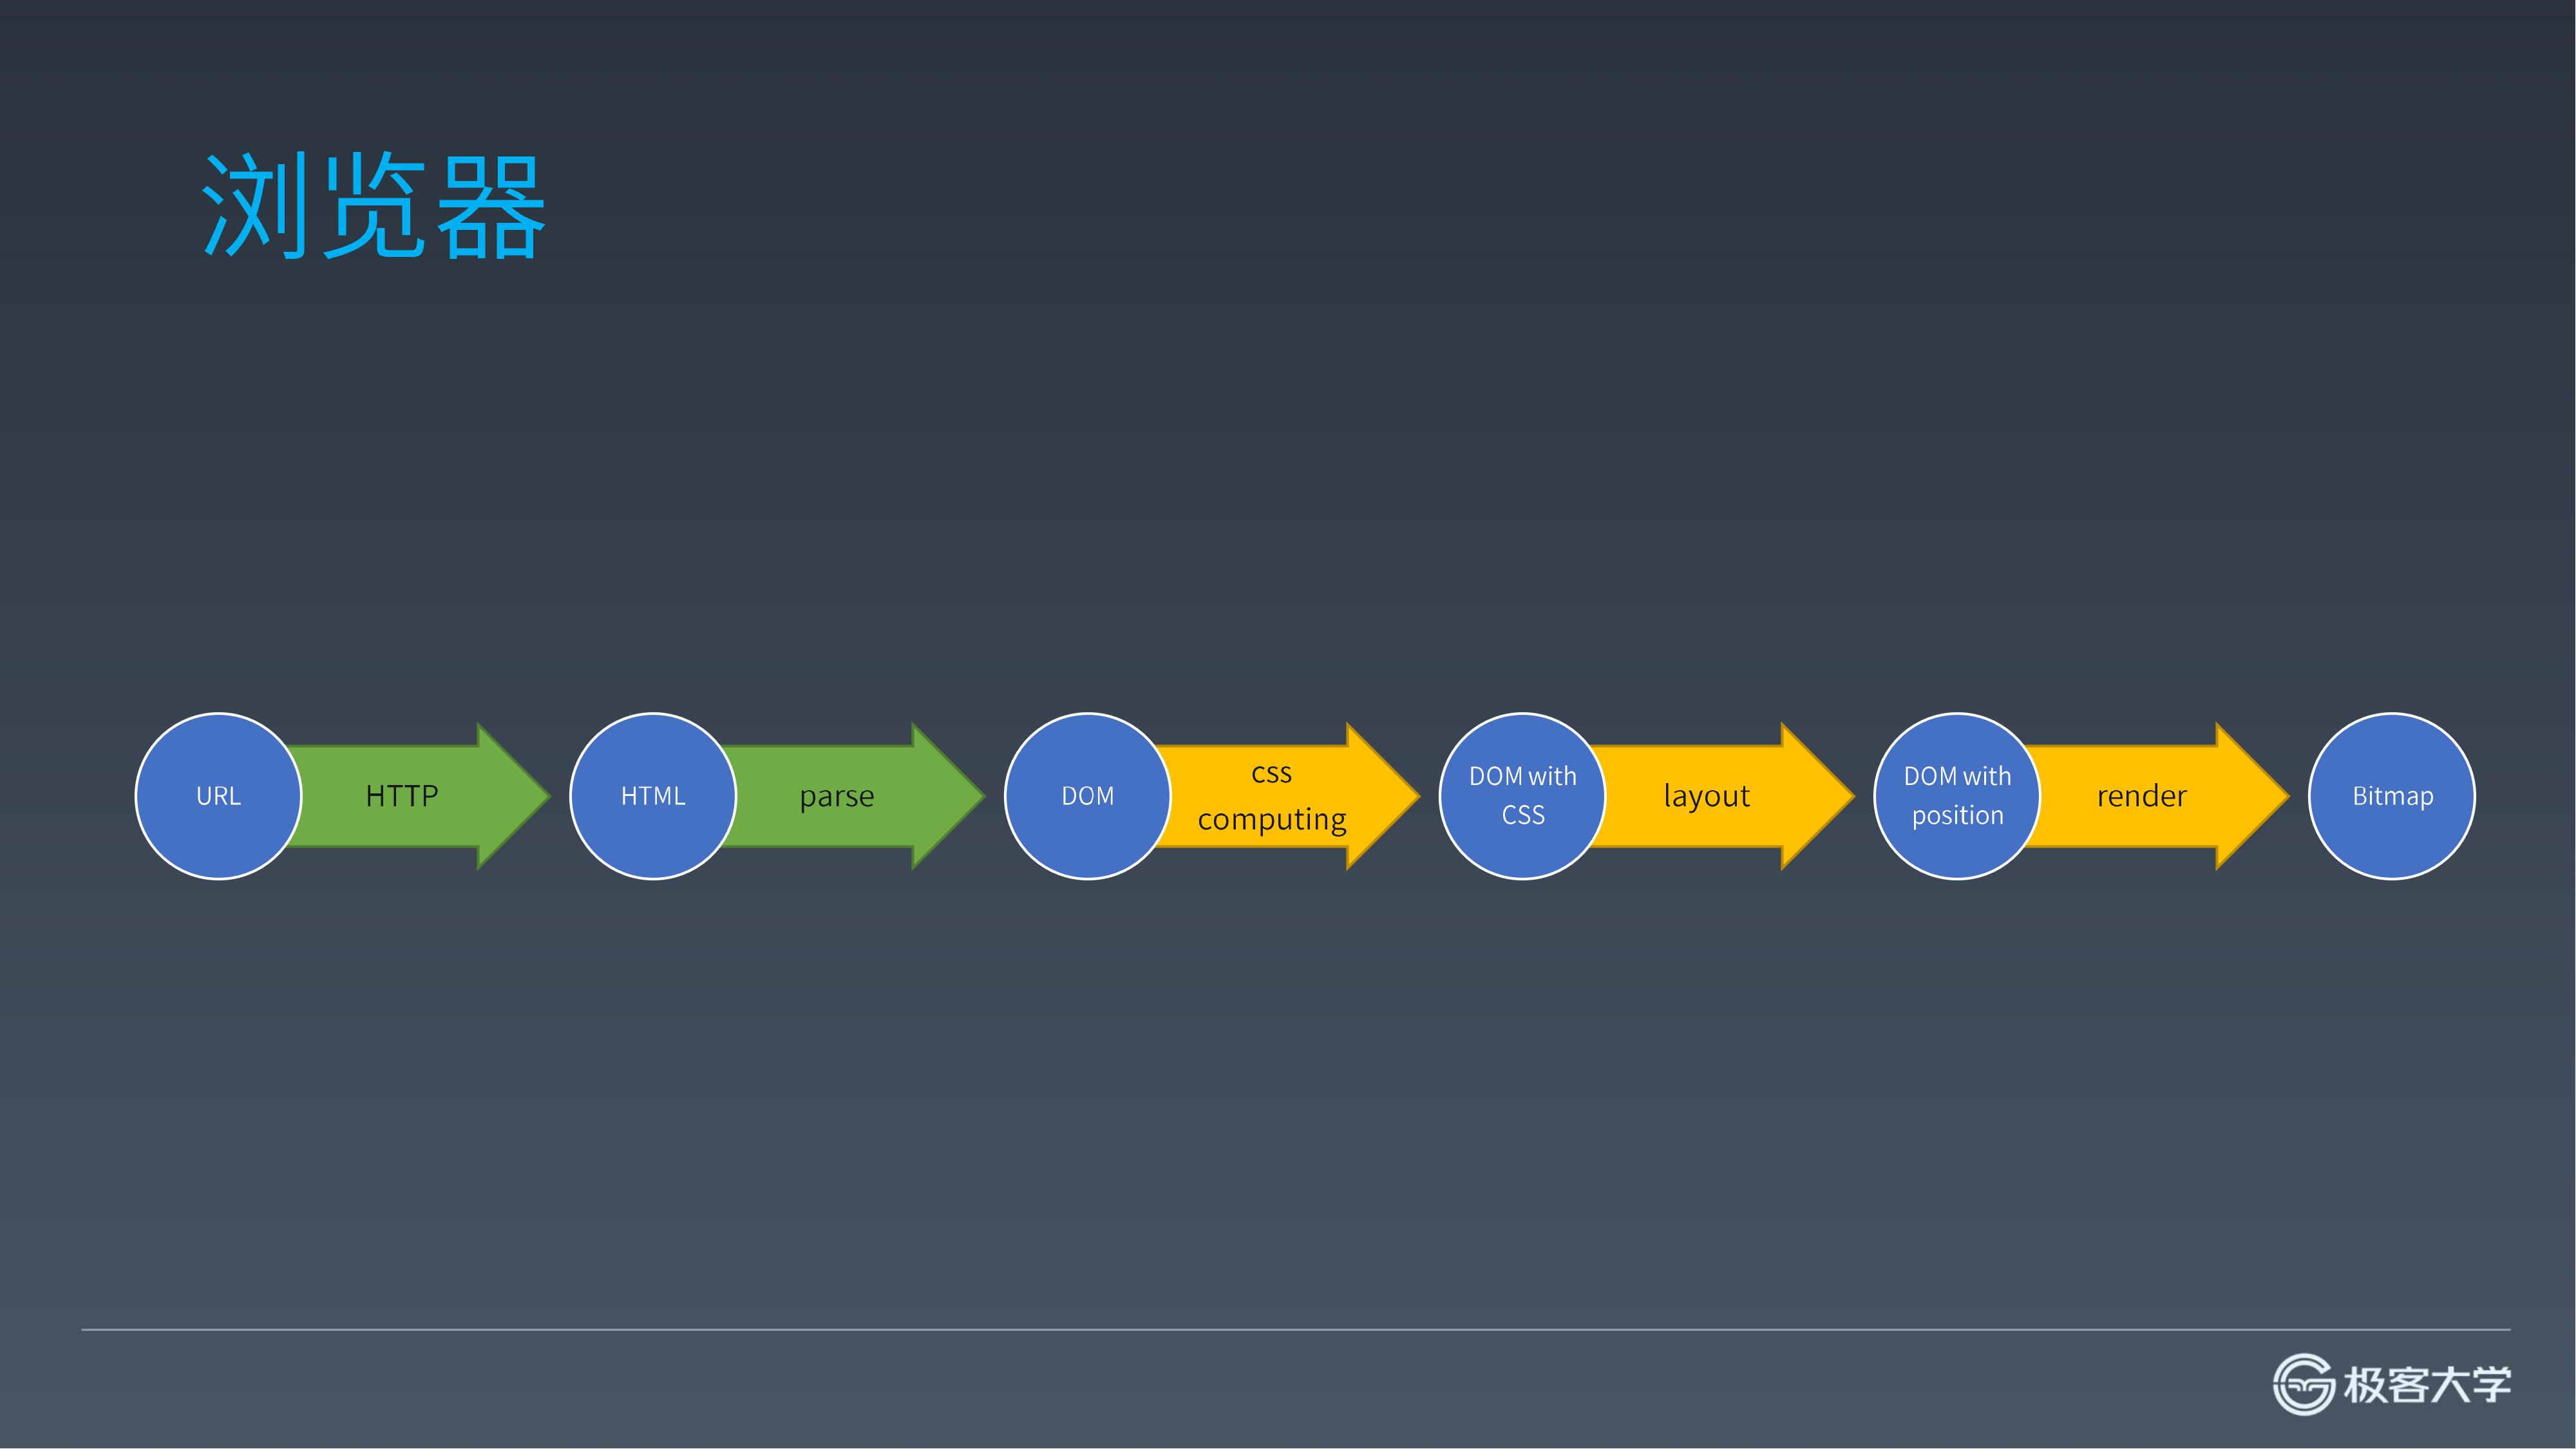 浏览器
URL
HTTP
HTML
parse
DOM
css
computing
DOM with
CSS
layout
DOM with
position
render
Bitmap
极客大学